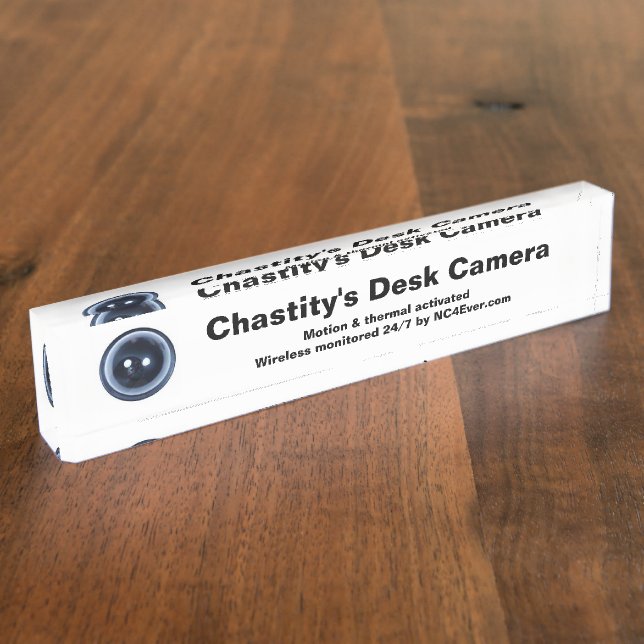 Chastity's Desk Camera
Motion & thermal activated
Wireless monitored 24/7 by NC4Ever.com